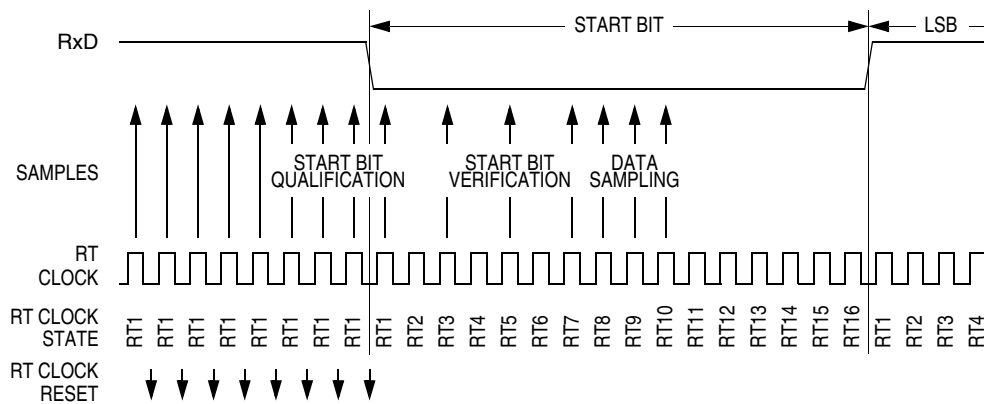 START BIT LSB
RxD
SAMPLES
START BIT QUALIFICATION
START BIT VERIFICATION
DATA SAMPLING
RT CLOCK
RT CLOCK STATE
RT1 RT1 RT1 RT1 RT1 RT1 RT1 RT1 RT1 RT2 RT3 RT4 RT5 RT6 RT7 RT8 RT9 RT10 RT11 RT12 RT13 RT14 RT15 RT16 RT1 RT2 RT3 RT4
RT CLOCK RESET